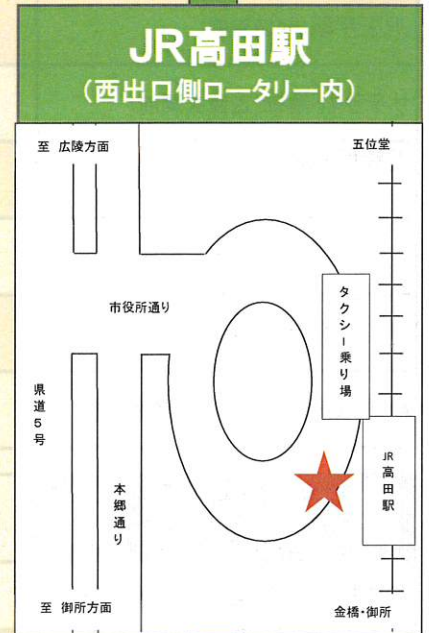 JR高田駅
(西出口側ロータリー内)
至 広陵方面
五位堂
市役所通り
タクシー乗り場
県道5号
JR高田駅
本郷通り
至 御所方面
金橋・御所